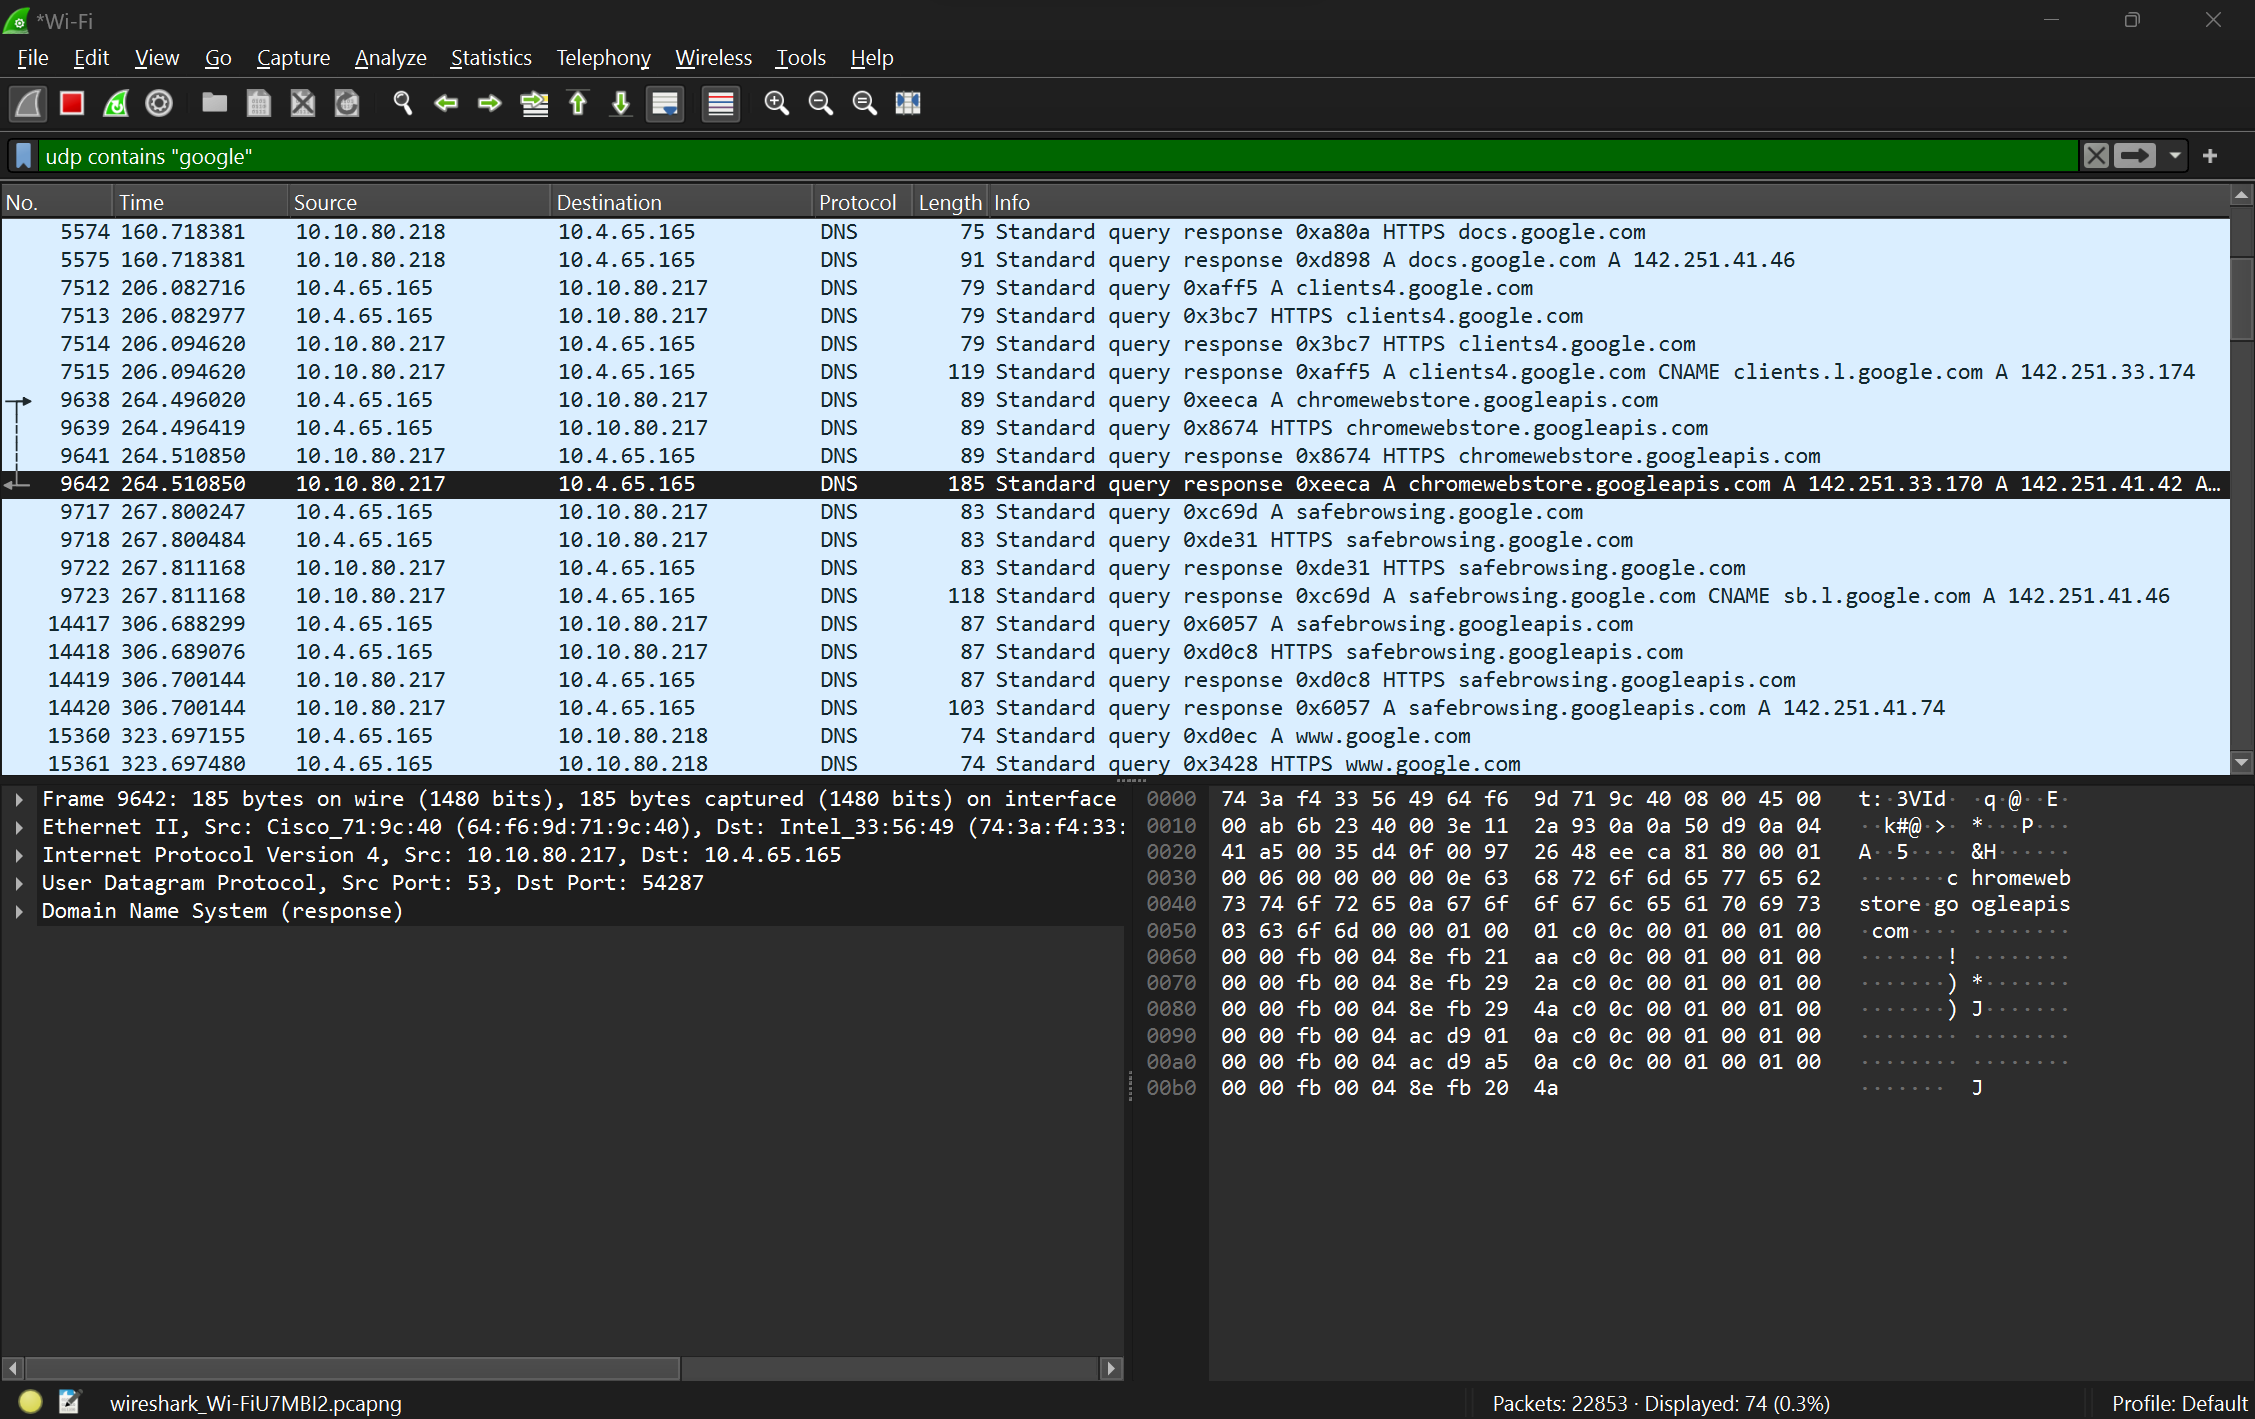 *Wi-Fi
File Edit View Go Capture Analyze Statistics Telephony Wireless Tools Help
udp contains "google"
No. Time Source Destination Protocol Length Info
5574 160.718381 10.10.80.218 10.4.65.165 DNS 75 Standard query response 0xa80a HTTPS docs.google.com
5575 160.718381 10.10.80.218 10.4.65.165 DNS 91 Standard query response 0xd898 A docs.google.com A 142.251.41.46
7512 206.082716 10.4.65.165 10.10.80.217 DNS 79 Standard query 0xaff5 A clients4.google.com
7513 206.082977 10.4.65.165 10.10.80.217 DNS 79 Standard query 0x3bc7 HTTPS clients4.google.com
7514 206.094620 10.10.80.217 10.4.65.165 DNS 79 Standard query response 0x3bc7 HTTPS clients4.google.com
7515 206.094620 10.10.80.217 10.4.65.165 DNS 119 Standard query response 0xaff5 A clients4.google.com CNAME clients.l.google.com A 142.251.33.174
9638 264.496020 10.4.65.165 10.10.80.217 DNS 89 Standard query 0xeeca A chromewebstore.googleapis.com
9639 264.496419 10.4.65.165 10.10.80.217 DNS 89 Standard query 0x8674 HTTPS chromewebstore.googleapis.com
9641 264.510850 10.10.80.217 10.4.65.165 DNS 89 Standard query response 0x8674 HTTPS chromewebstore.googleapis.com
9642 264.510850 10.10.80.217 10.4.65.165 DNS 185 Standard query response 0xeeca A chromewebstore.googleapis.com A 142.251.33.170 A 142.251.41.42 A…
9717 267.800247 10.4.65.165 10.10.80.217 DNS 83 Standard query 0xc69d A safebrowsing.google.com
9718 267.800484 10.4.65.165 10.10.80.217 DNS 83 Standard query 0xde31 HTTPS safebrowsing.google.com
9722 267.811168 10.10.80.217 10.4.65.165 DNS 83 Standard query response 0xde31 HTTPS safebrowsing.google.com
9723 267.811168 10.10.80.217 10.4.65.165 DNS 118 Standard query response 0xc69d A safebrowsing.google.com CNAME sb.l.google.com A 142.251.41.46
14417 306.688299 10.4.65.165 10.10.80.217 DNS 87 Standard query 0x6057 A safebrowsing.googleapis.com
14418 306.689076 10.4.65.165 10.10.80.217 DNS 87 Standard query 0xd0c8 HTTPS safebrowsing.googleapis.com
14419 306.700144 10.10.80.217 10.4.65.165 DNS 87 Standard query response 0xd0c8 HTTPS safebrowsing.googleapis.com
14420 306.700144 10.10.80.217 10.4.65.165 DNS 103 Standard query response 0x6057 A safebrowsing.googleapis.com A 142.251.41.74
15360 323.697155 10.4.65.165 10.10.80.218 DNS 74 Standard query 0xd0ec A www.google.com
15361 323.697480 10.4.65.165 10.10.80.218 DNS 74 Standard query 0x3428 HTTPS www.google.com
Frame 9642: 185 bytes on wire (1480 bits), 185 bytes captured (1480 bits) on interface
Ethernet II, Src: Cisco_71:9c:40 (64:f6:9d:71:9c:40), Dst: Intel_33:56:49 (74:3a:f4:33:
Internet Protocol Version 4, Src: 10.10.80.217, Dst: 10.4.65.165
User Datagram Protocol, Src Port: 53, Dst Port: 54287
Domain Name System (response)
0000 74 3a f4 33 56 49 64 f6 9d 71 9c 40 08 00 45 00 t:·3VId· ·q·@··E·
0010 00 ab 6b 23 40 00 3e 11 2a 93 0a 0a 50 d9 0a 04 ··k#@·>· *···P···
0020 41 a5 00 35 d4 0f 00 97 26 48 ee ca 81 80 00 01 A··5···· &H······
0030 00 06 00 00 00 00 0e 63 68 72 6f 6d 65 77 65 62 ·······c hromeweb
0040 73 74 6f 72 65 0a 67 6f 6f 67 6c 65 61 70 69 73 store·go ogleapis
0050 03 63 6f 6d 00 00 01 00 01 c0 0c 00 01 00 01 00 ·com···· ········
0060 00 00 fb 00 04 8e fb 21 aa c0 0c 00 01 00 01 00 ·······! ········
0070 00 00 fb 00 04 8e fb 29 2a c0 0c 00 01 00 01 00 ·······) *·······
0080 00 00 fb 00 04 8e fb 29 4a c0 0c 00 01 00 01 00 ·······) J·······
0090 00 00 fb 00 04 ac d9 01 0a c0 0c 00 01 00 01 00 ········ ········
00a0 00 00 fb 00 04 ac d9 a5 0a c0 0c 00 01 00 01 00 ········ ········
00b0 00 00 fb 00 04 8e fb 20 4a ······· J
wireshark_Wi-FiU7MBI2.pcapng
Packets: 22853 · Displayed: 74 (0.3%)
Profile: Default